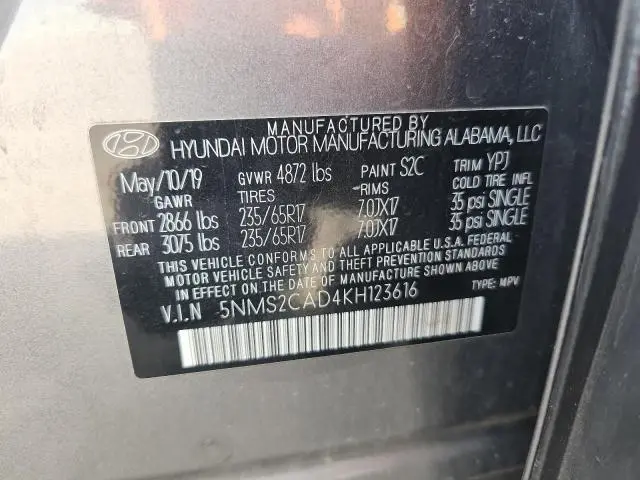 MANUFACTURED BY
HYUNDAI MOTOR MANUFACTURING ALABAMA, LLC
May/10/19 GVWR 4872 lbs PAINT S2C TRIM YPJ
GAWR TIRES RIMS COLD TIRE INFL
FRONT 2866 lbs 235/65R17 7.0JX17 35 psi SINGLE
REAR 3075 lbs 235/65R17 7.0JX17 35 psi SINGLE
THIS VEHICLE CONFORMS TO ALL APPLICABLE U.S.A. FEDERAL
MOTOR VEHICLE SAFETY AND THEFT PREVENTION STANDARDS
IN EFFECT ON THE DATE OF MANUFACTURE SHOWN ABOVE.
V.I.N 5NMS2CAD4KH123616 TYPE: MPV